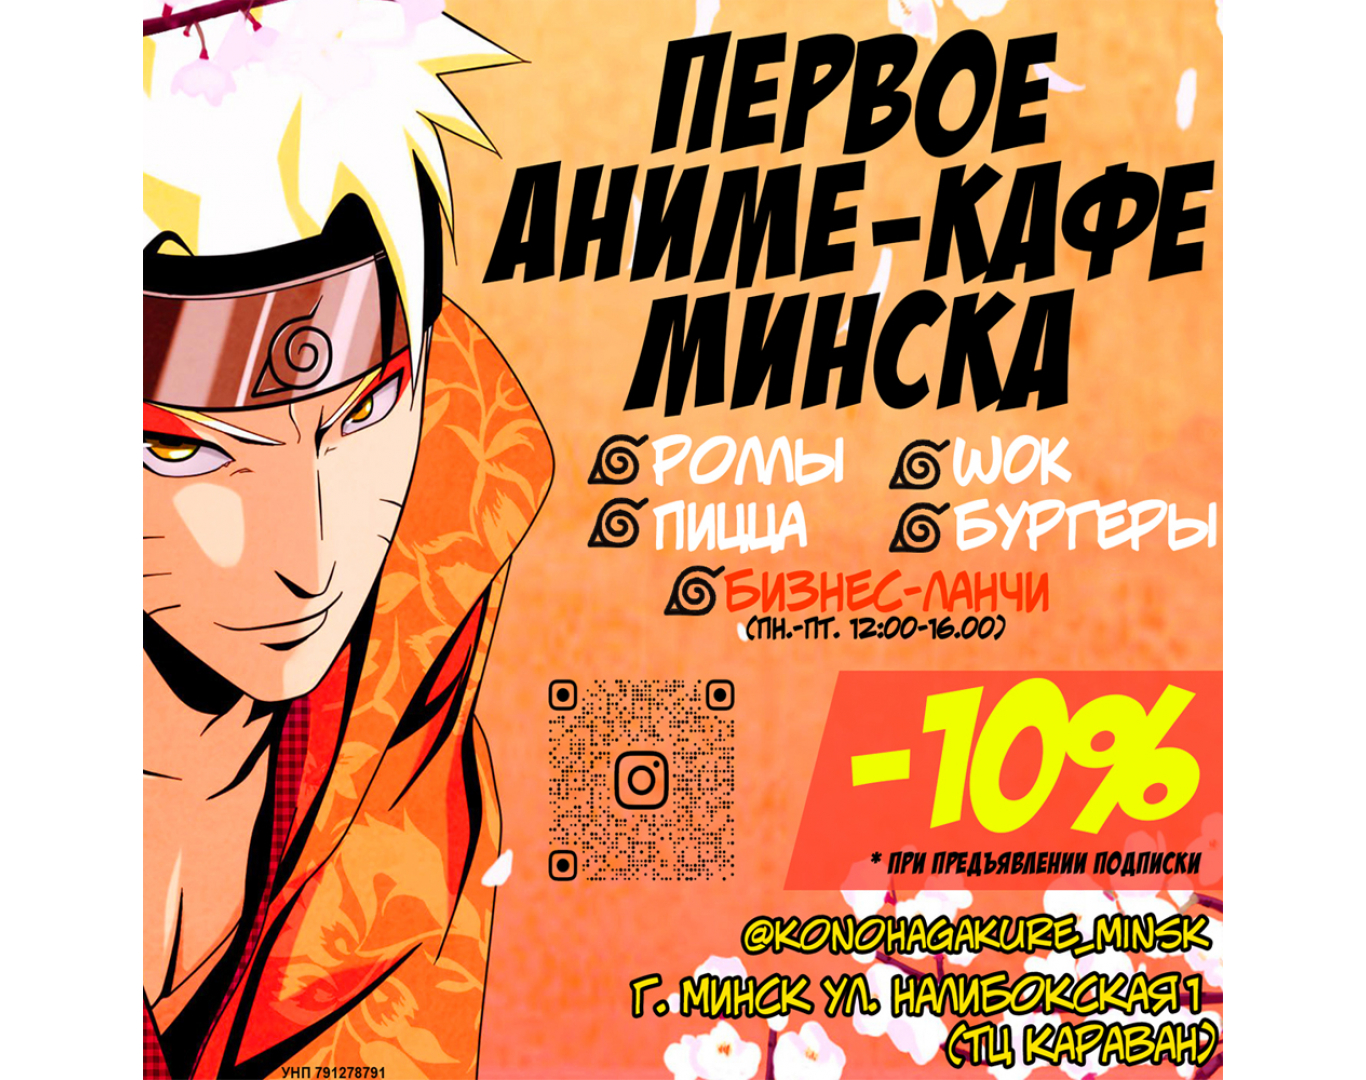 ПЕРВОЕ
АНИМЕ-КАФЕ
МИНСКА
РОЛЛЫ
WOK
ПИЦЦА
БУРГЕРЫ
БИЗНЕС-ЛАНЧИ
(ПН.-ПТ. 12:00-16.00)
-10%
* ПРИ ПРЕДЪЯВЛЕНИИ ПОДПИСКИ
@KONOHAGAKURE_MINSK
Г. МИНСК УЛ. НАЛИБОКСКАЯ 1
(ТЦ КАРАВАН)
УНП 791278791